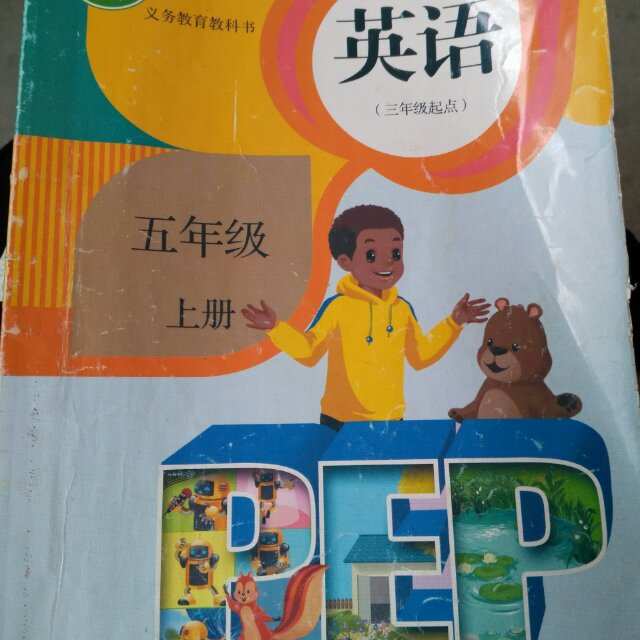 义务教育教科书
英语
（三年级起点）
五年级
上册
PEP